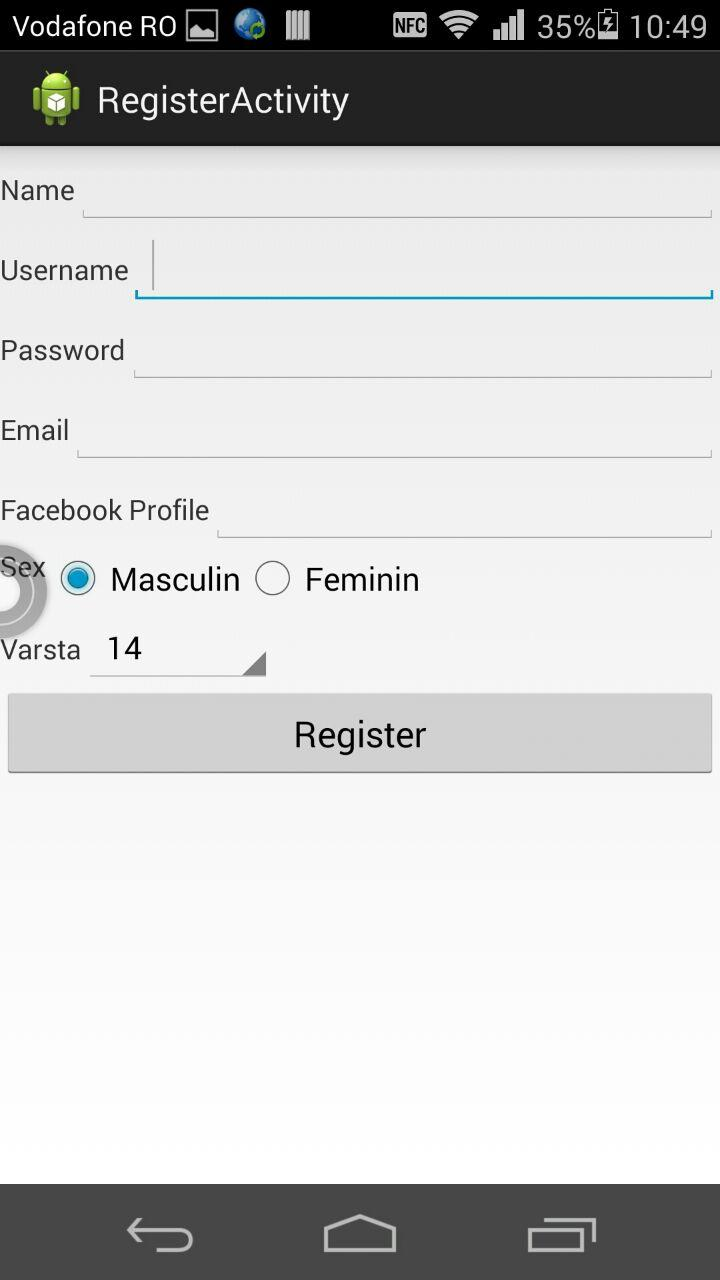 Vodafone RO NFC 35% 10:49
RegisterActivity
Name
Username
Password
Email
Facebook Profile
Sex Masculin Feminin
Varsta 14
Register